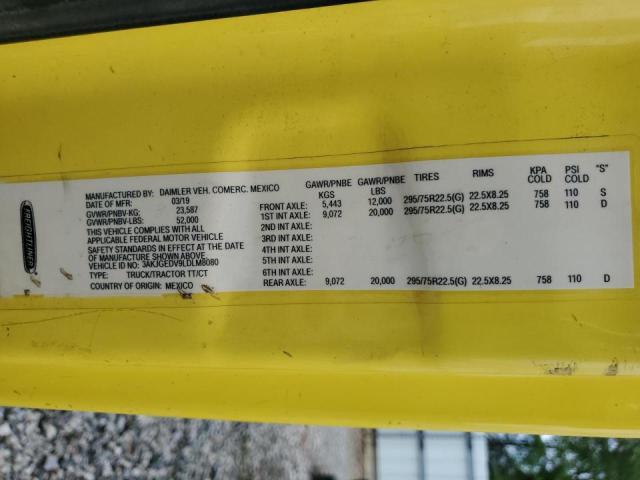 FREIGHTLINER
MANUFACTURED BY: DAIMLER VEH. COMERC. MEXICO
DATE OF MFR: 03/19
GVWR/PNBV-KG: 23,587
GVWR/PNBV-LBS: 52,000
THIS VEHICLE COMPLIES WITH ALL
APPLICABLE FEDERAL MOTOR VEHICLE
SAFETY STANDARDS IN EFFECT AT THE DATE
OF MANUFACTURE SHOWN ABOVE.
VEHICLE ID NO: 3AKJGEDV9LDLM8080
TYPE: TRUCK/TRACTOR TT/CT
COUNTRY OF ORIGIN: MEXICO
GAWR/PNBE GAWR/PNBE TIRES RIMS KPA PSI "S"
KGS LBS COLD COLD
FRONT AXLE: 5,443 12,000 295/75R22.5(G) 22.5X8.25 758 110 S
1ST INT AXLE: 9,072 20,000 295/75R22.5(G) 22.5X8.25 758 110 D
2ND INT AXLE:
3RD INT AXLE:
4TH INT AXLE:
5TH INT AXLE:
6TH INT AXLE:
REAR AXLE: 9,072 20,000 295/75R22.5(G) 22.5X8.25 758 110 D